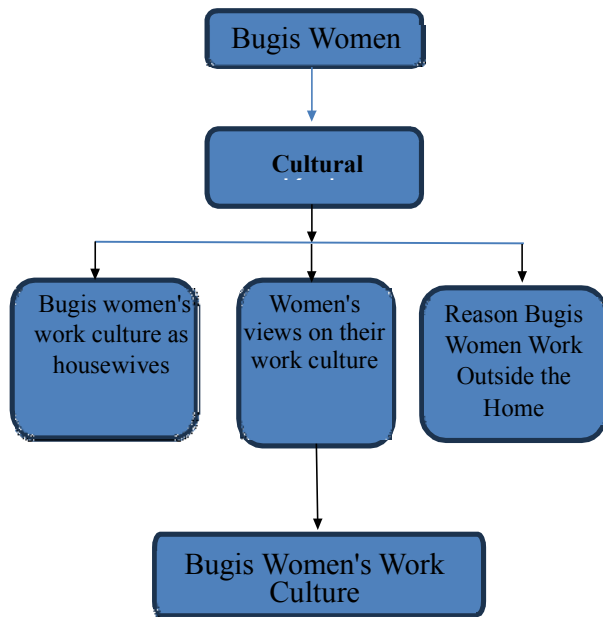 Bugis Women
Cultural
Bugis women's
work culture as
housewives
Women's
views on their
work culture
Reason Bugis
Women Work
Outside the
Home
Bugis Women's Work
Culture